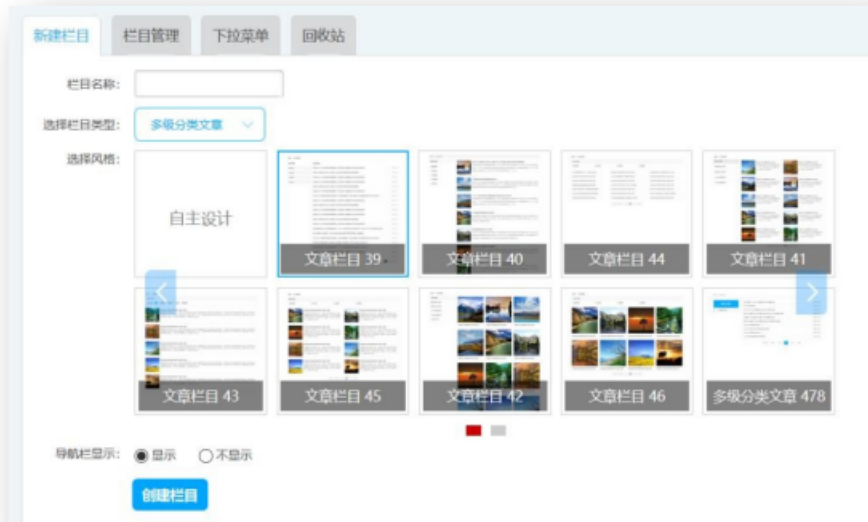 新建栏目 栏目管理 下拉菜单 回收站
栏目名称：
选择栏目类型： 多级分类文章
选择风格：
自主设计 文章栏目 39 文章栏目 40 文章栏目 44 文章栏目 41
文章栏目 43 文章栏目 45 文章栏目 42 文章栏目 46 多级分类文章 478
导航栏显示： 显示 不显示
创建栏目